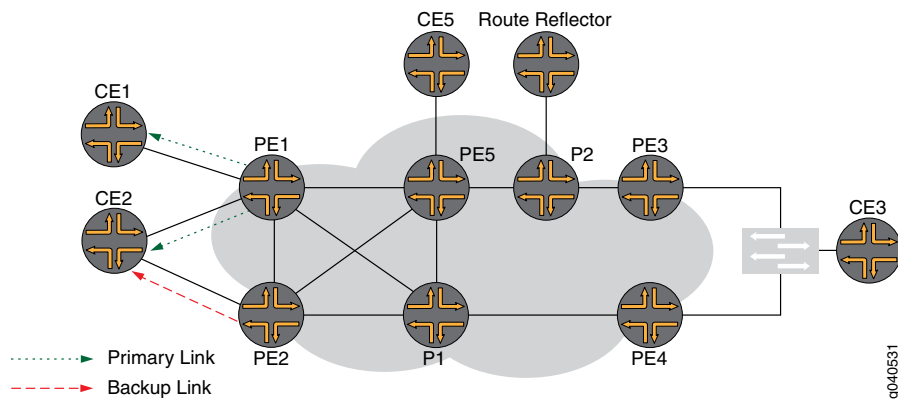 CE5
Route Reflector
CE1
PE1
PE5
P2
PE3
CE2
CE3
PE2
P1
PE4
Primary Link
Backup Link
g040531